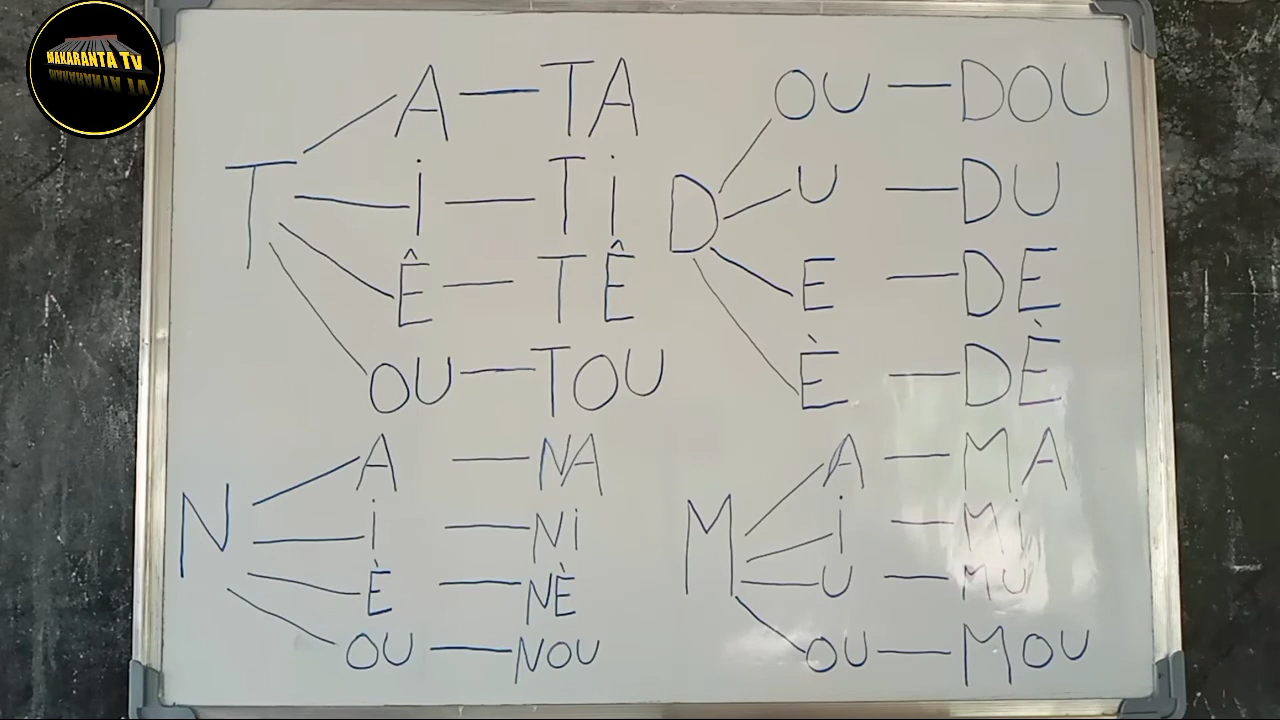 MAKARANTA TV
T
A — TA
i — Ti
Ê — TÊ
OU — TOU
D
OU — DOU
U — DU
E — DE
È — DÈ
N
A — NA
i — Ni
È — NÈ
OU — NOU
M
A — MA
i — Mi
U — MU
OU — MOU